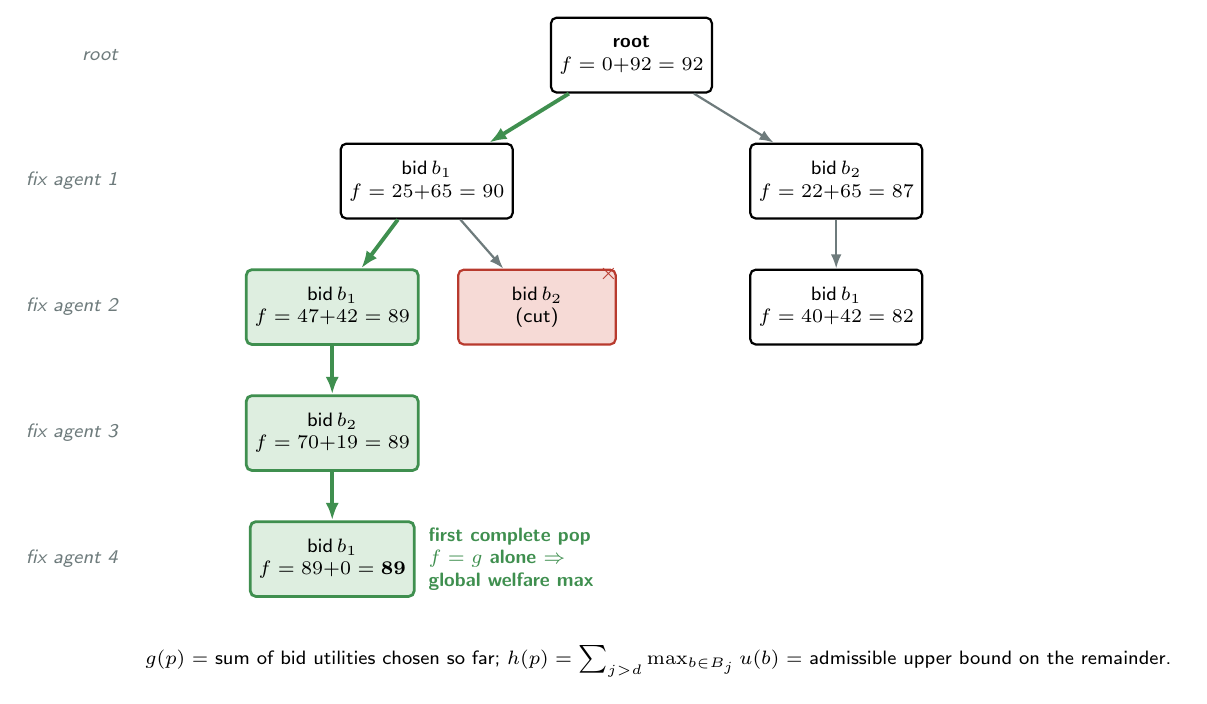 root
root
f = 0+92 = 92
fix agent 1
bid b₁
f = 25+65 = 90
bid b₂
f = 22+65 = 87
fix agent 2
bid b₁
f = 47+42 = 89
bid b₂
(cut)
×
bid b₁
f = 40+42 = 82
fix agent 3
bid b₂
f = 70+19 = 89
fix agent 4
bid b₁
f = 89+0 = 89
first complete pop
f = g alone ⇒
global welfare max
g(p) = sum of bid utilities chosen so far; h(p) = ∑_{j>d} max_{b∈B_j} u(b) = admissible upper bound on the remainder.